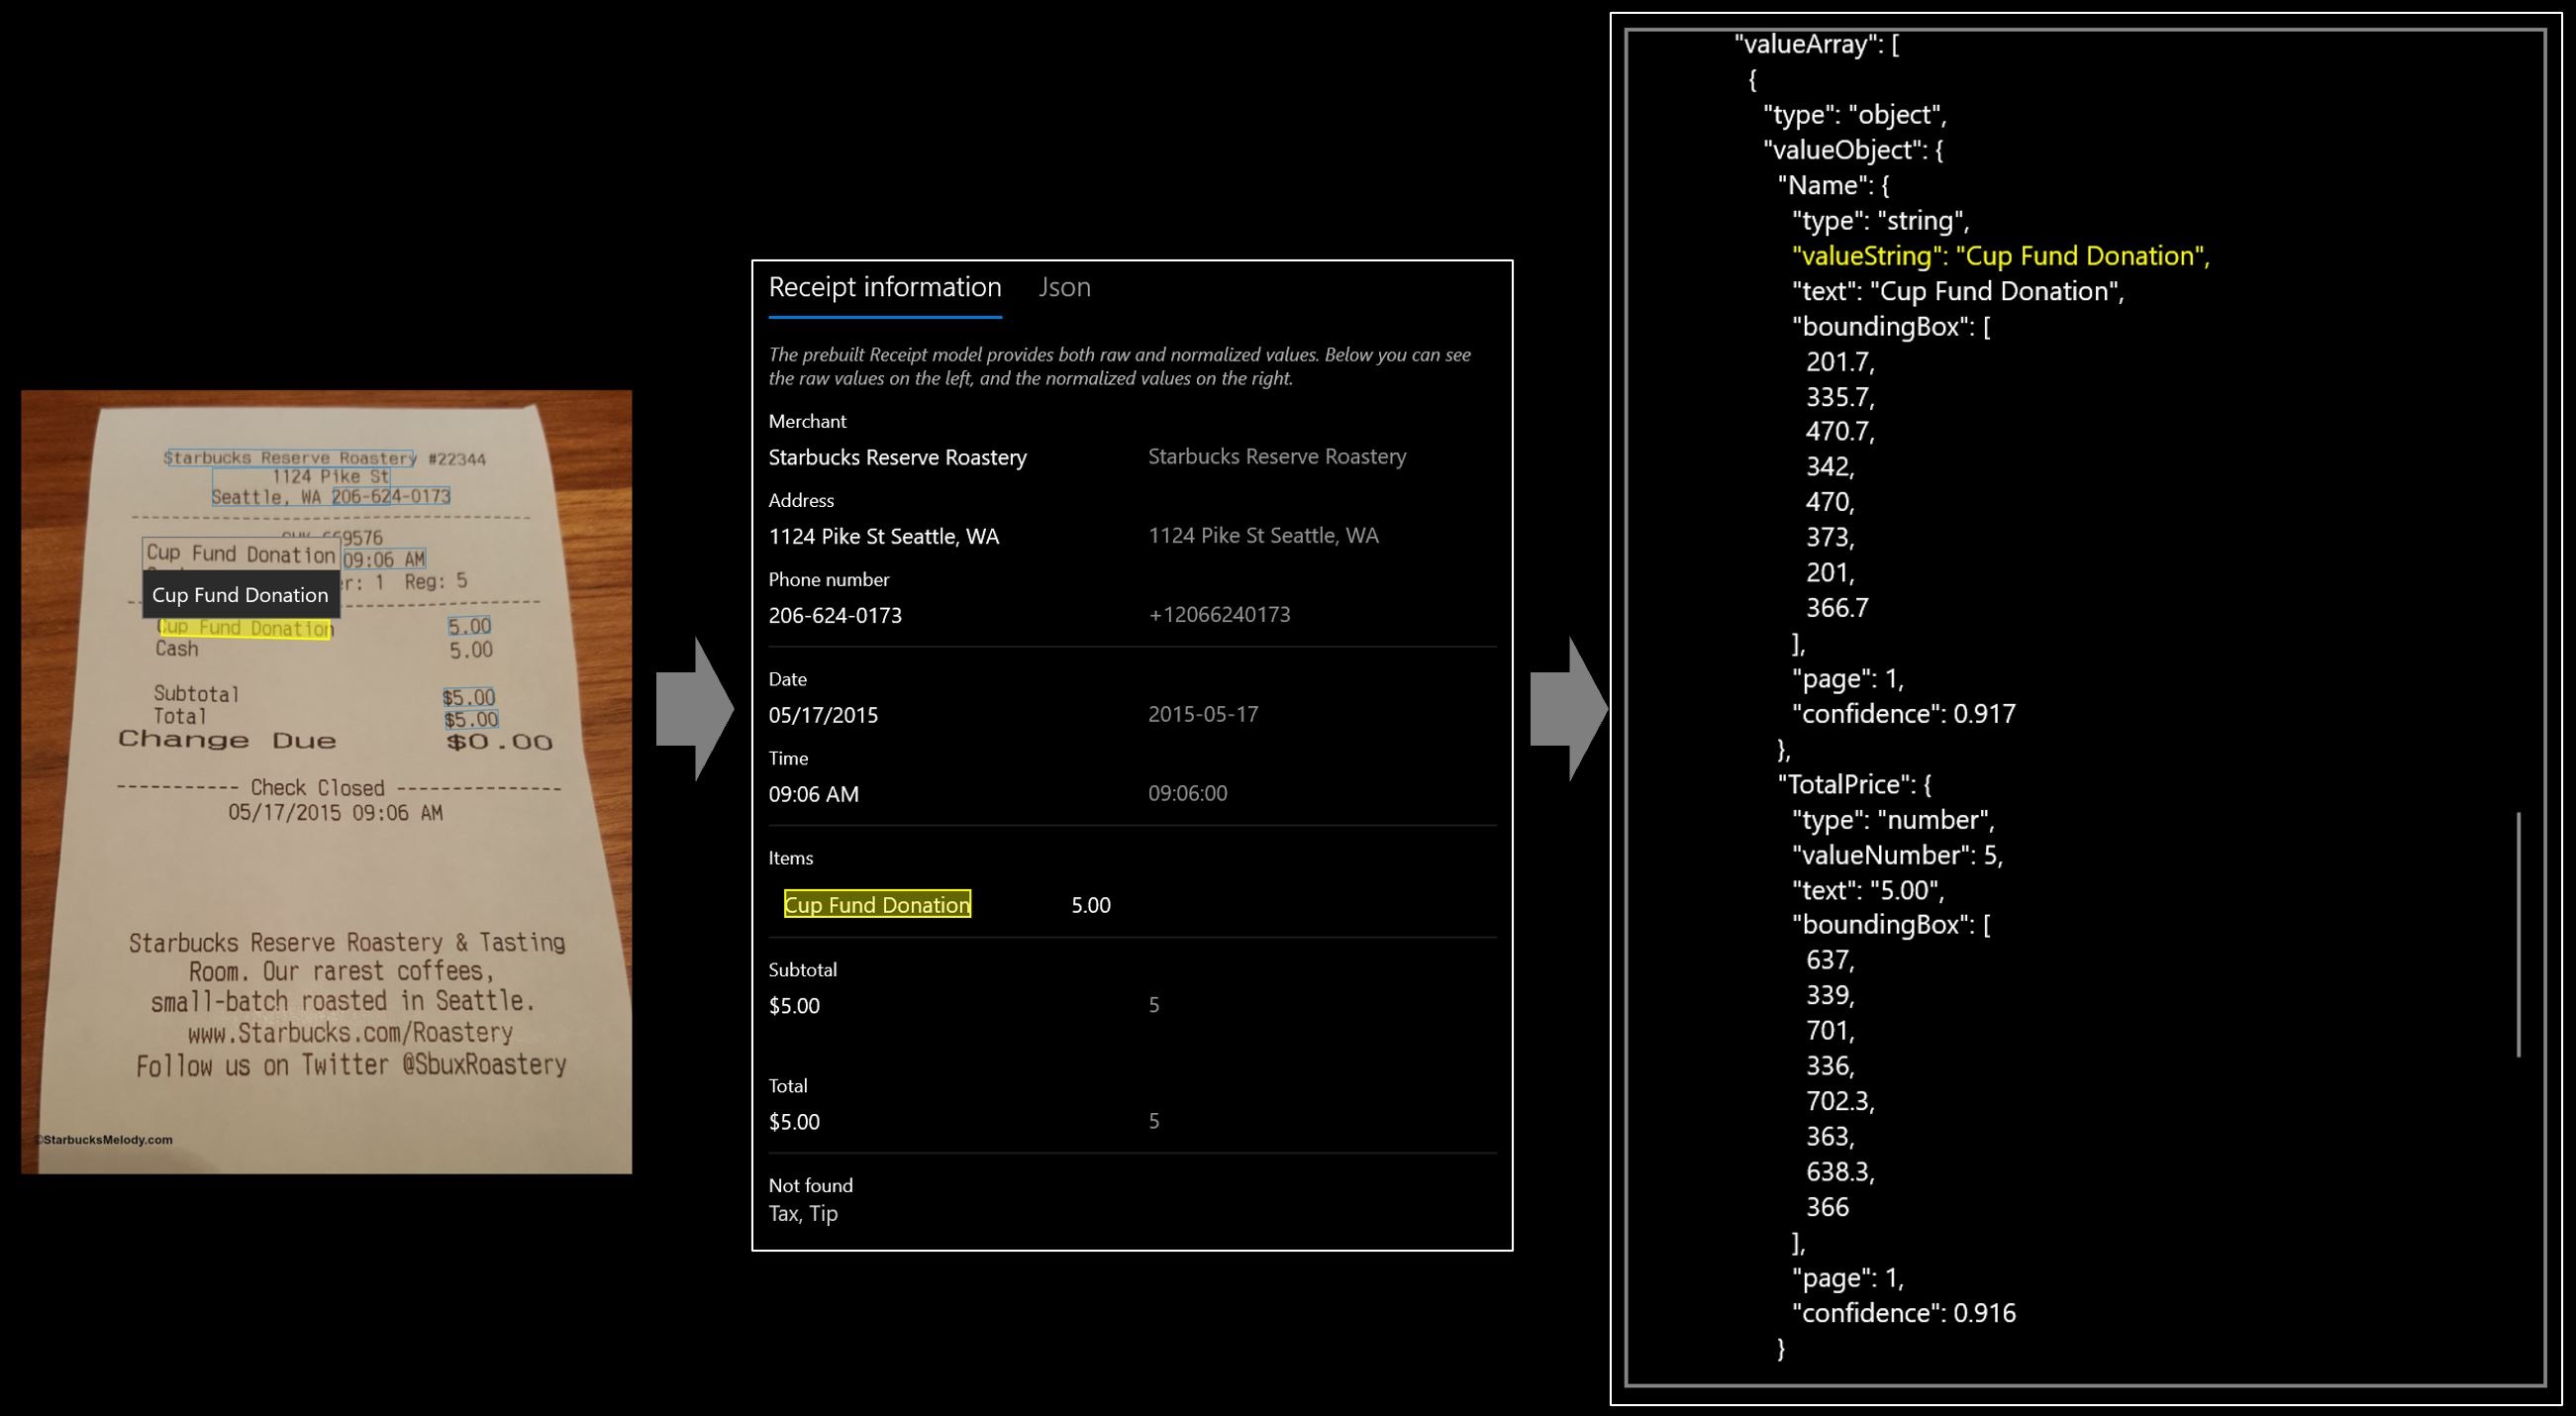 Starbucks Reserve Roastery #22344
1124 Pike St
Seattle, WA 206-624-0173
669576
Cup Fund Donation
09:06 AM
Cup Fund Donation
1 Reg: 5
Cup Fund Donation 5.00
Cash 5.00
Subtotal $5.00
Total $5.00
Change Due $0.00
----------- Check Closed ---------------
05/17/2015 09:06 AM
Starbucks Reserve Roastery & Tasting
Room. Our rarest coffees,
small-batch roasted in Seattle.
www.Starbucks.com/Roastery
Follow us on Twitter @SbuxRoastery
©StarbucksMelody.com
Receipt information Json
The prebuilt Receipt model provides both raw and normalized values. Below you can see
the raw values on the left, and the normalized values on the right.
Merchant
Starbucks Reserve Roastery Starbucks Reserve Roastery
Address
1124 Pike St Seattle, WA 1124 Pike St Seattle, WA
Phone number
206-624-0173 +12066240173
Date
05/17/2015 2015-05-17
Time
09:06 AM 09:06:00
Items
Cup Fund Donation 5.00
Subtotal
$5.00 5
Total
$5.00 5
Not found
Tax, Tip
"valueArray": [
{
"type": "object",
"valueObject": {
"Name": {
"type": "string",
"valueString": "Cup Fund Donation",
"text": "Cup Fund Donation",
"boundingBox": [
201.7,
335.7,
470.7,
342,
470,
373,
201,
366.7
],
"page": 1,
"confidence": 0.917
},
"TotalPrice": {
"type": "number",
"valueNumber": 5,
"text": "5.00",
"boundingBox": [
637,
339,
701,
336,
702.3,
363,
638.3,
366
],
"page": 1,
"confidence": 0.916
}